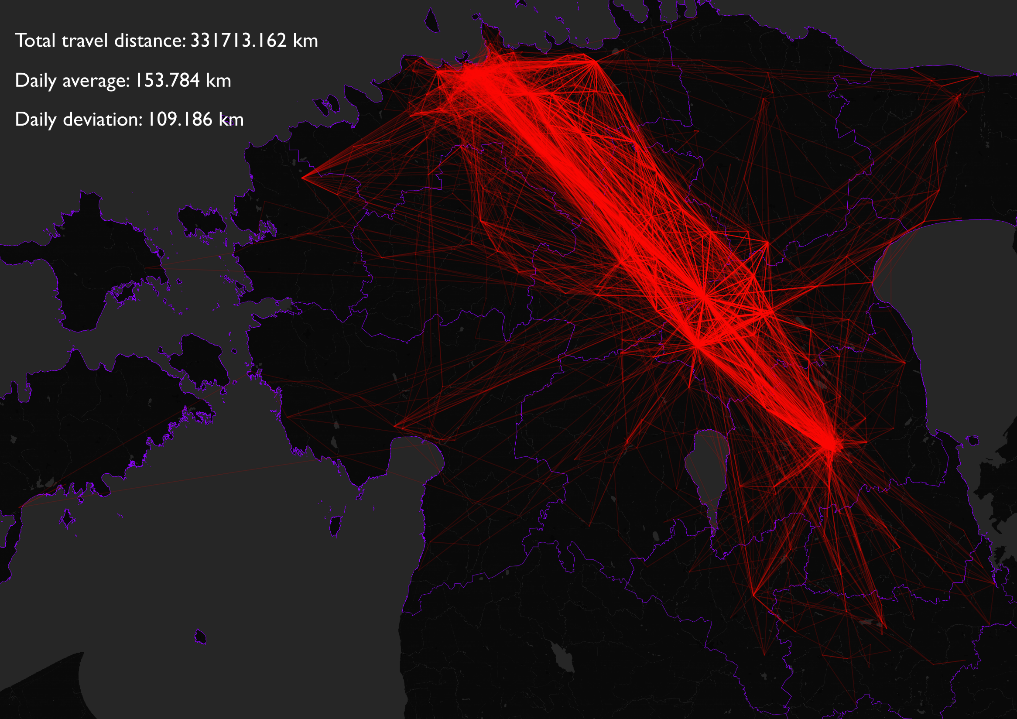 Total travel distance: 331713.162 km
Daily average: 153.784 km
Daily deviation: 109.186 km